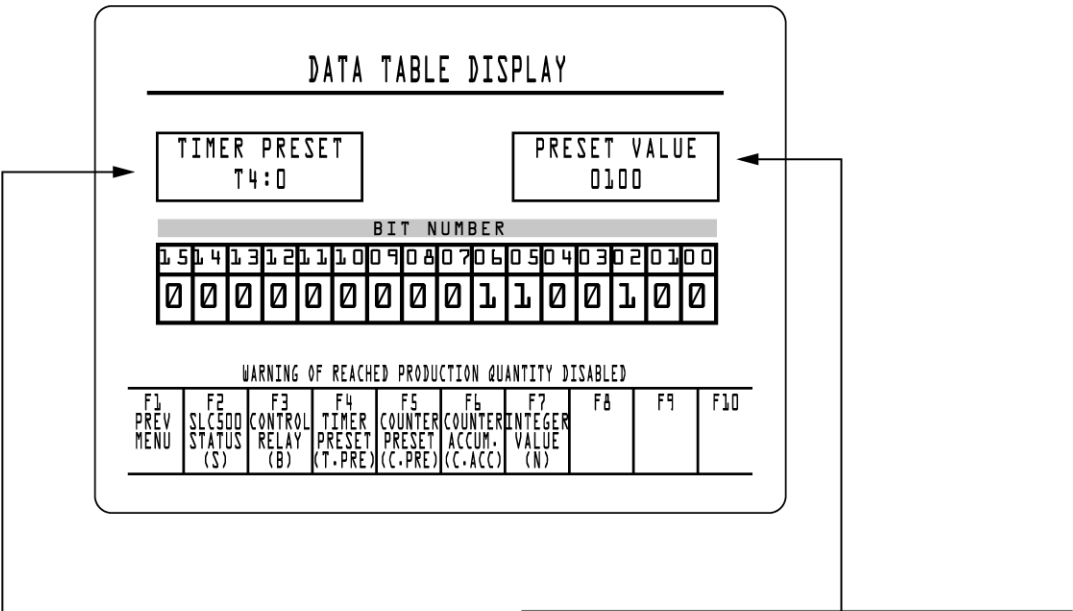 DATA TABLE DISPLAY
TIMER PRESET
T4:0
PRESET VALUE
0100
BIT NUMBER
15 14 13 12 11 10 09 08 07 06 05 04 03 02 01 00
0 0 0 0 0 0 0 0 0 1 1 0 0 1 0 0
WARNING OF REACHED PRODUCTION QUANTITY DISABLED
F1 F2 F3 F4 F5 F6 F7 F8 F9 F10
PREV SLC500 CONTROL TIMER COUNTER COUNTER INTEGER
MENU STATUS RELAY PRESET PRESET ACCUM. VALUE
(S) (B) (T.PRE) (C.PRE) (C.ACC) (N)